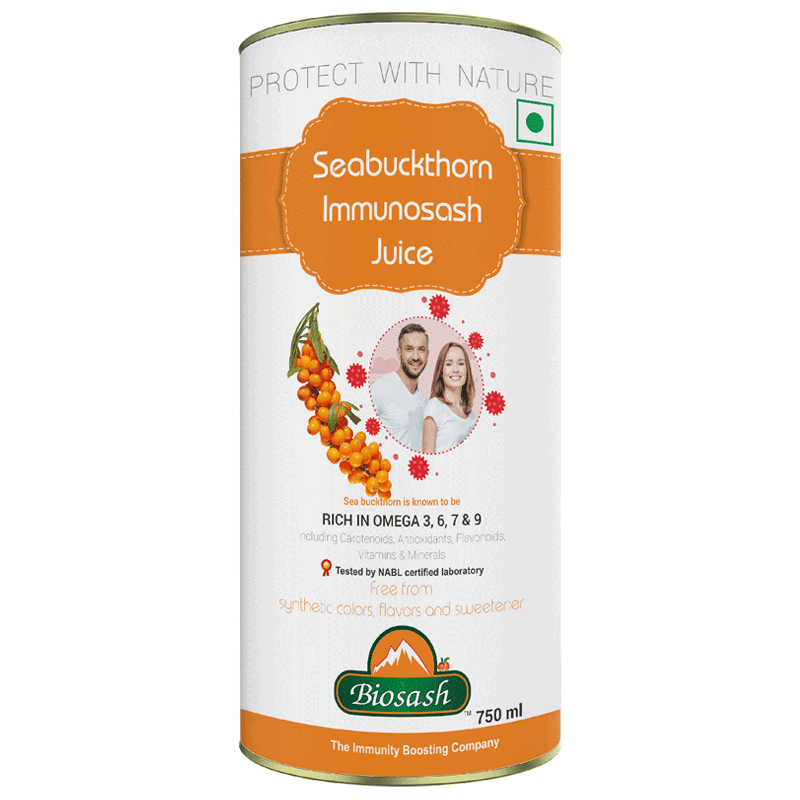 PROTECT WITH NATURE
Seabuckthorn
Immunosash
Juice
Sea buckthorn is known to be
RICH IN OMEGA 3, 6, 7 & 9
Including Carotenoids, Antioxidants, Flavonoids,
Vitamins & Minerals
Tested by NABL certified laboratory
Free from
synthetic colors, flavors and sweetener
Biosash
TM
750 ml
The Immunity Boosting Company